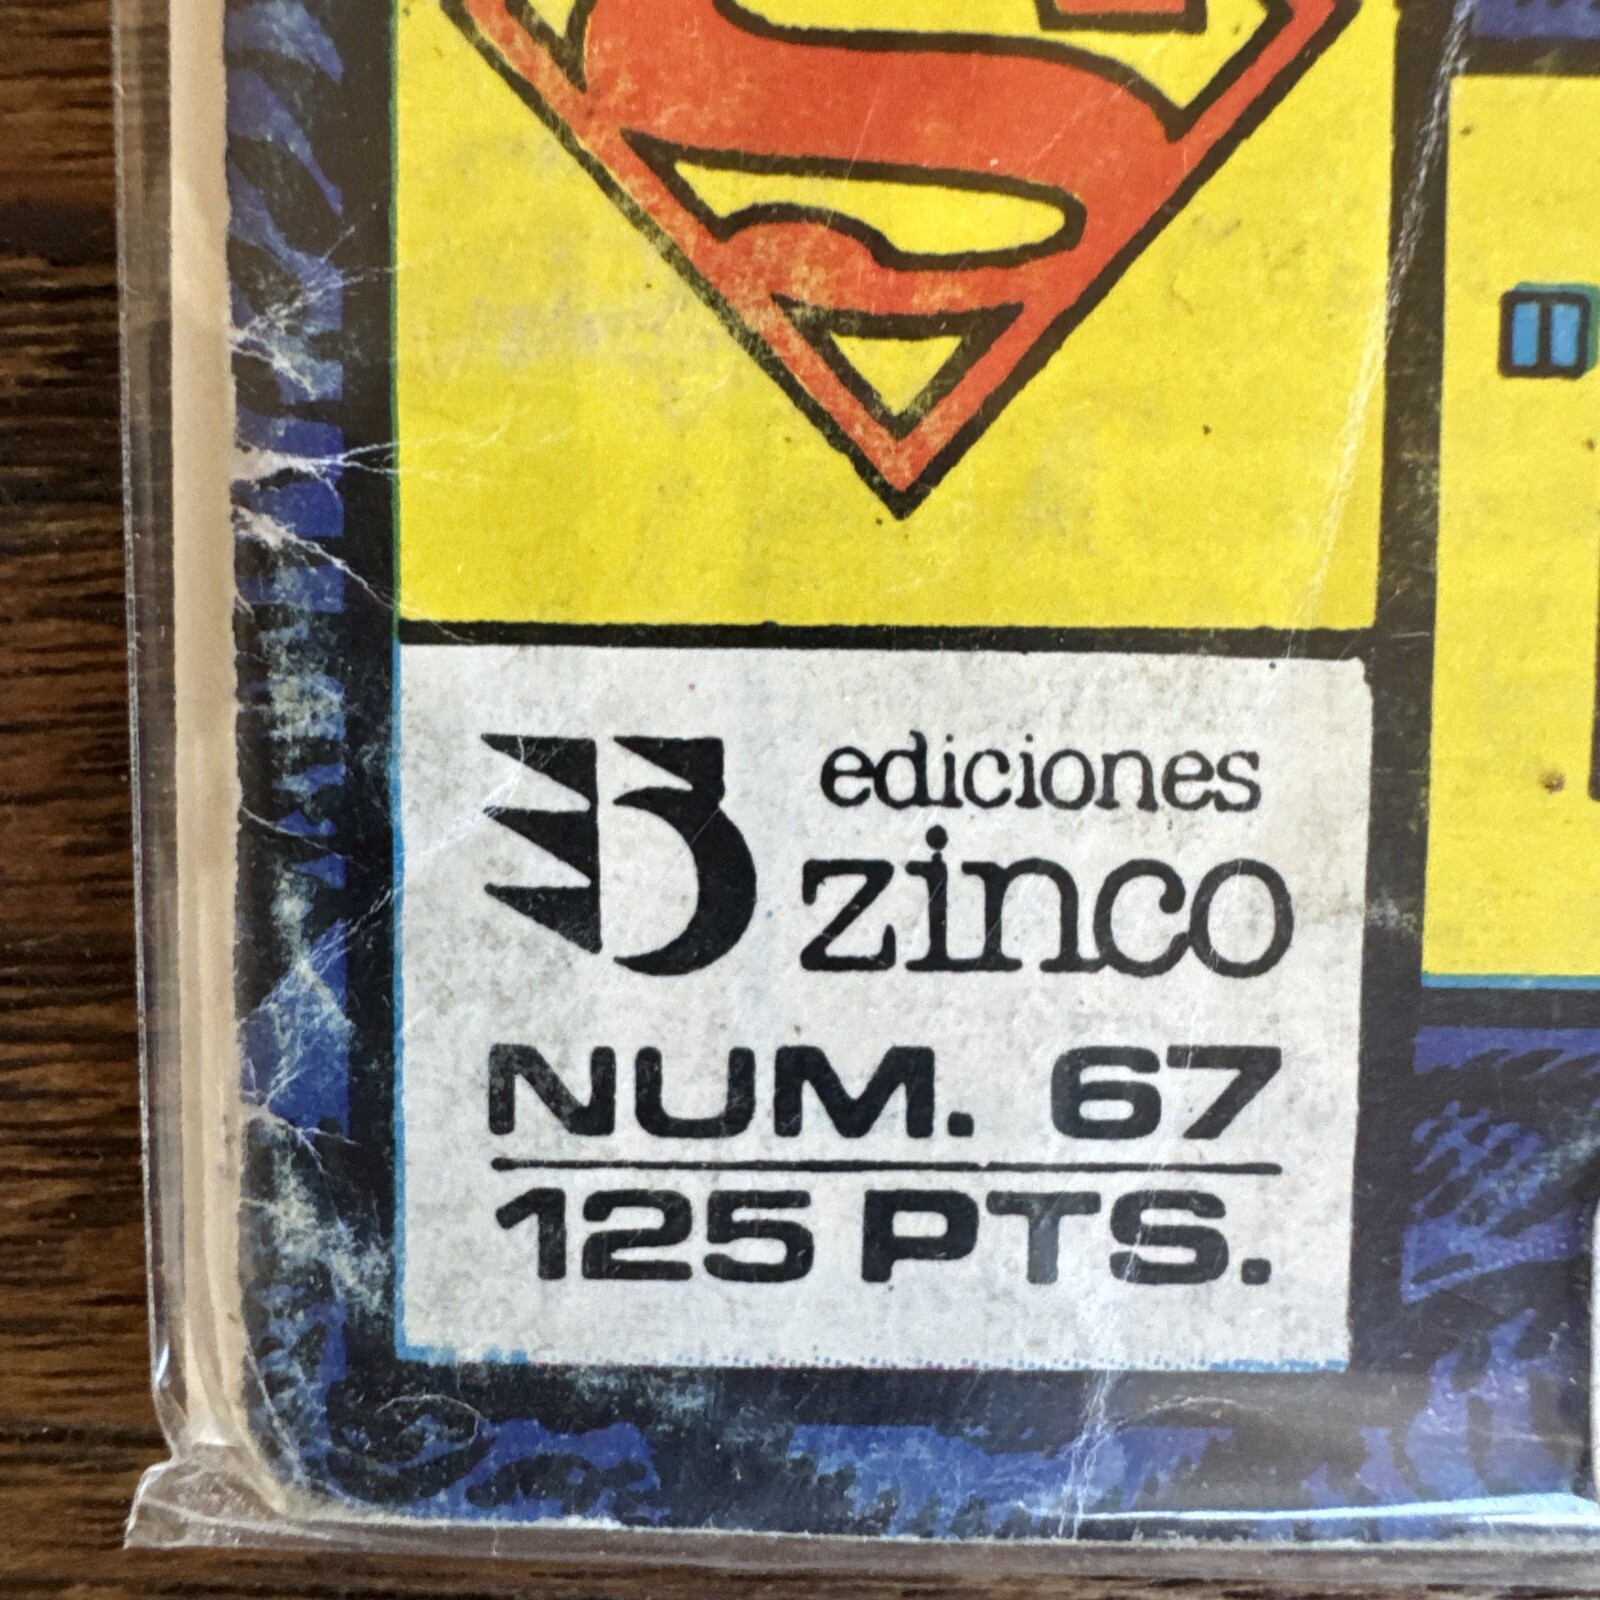 ediciones
zinco
NUM. 67
125 PTS.